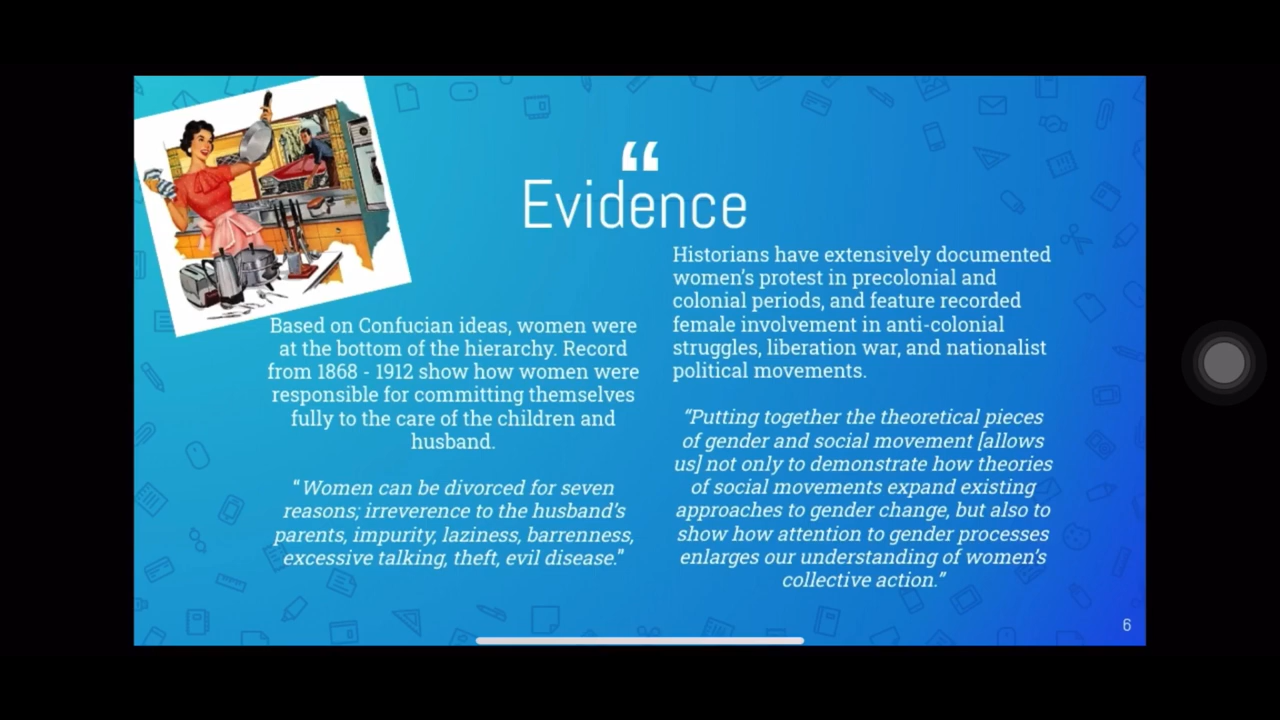 “
Evidence
Based on Confucian ideas, women were
at the bottom of the hierarchy. Record
from 1868 - 1912 show how women were
responsible for committing themselves
fully to the care of the children and
husband.
"Women can be divorced for seven
reasons; irreverence to the husband’s
parents, impurity, laziness, barrenness,
excessive talking, theft, evil disease."
Historians have extensively documented
women’s protest in precolonial and
colonial periods, and feature recorded
female involvement in anti-colonial
struggles, liberation war, and nationalist
political movements.
“Putting together the theoretical pieces
of gender and social movement [allows
us] not only to demonstrate how theories
of social movements expand existing
approaches to gender change, but also to
show how attention to gender processes
enlarges our understanding of women’s
collective action.”
6